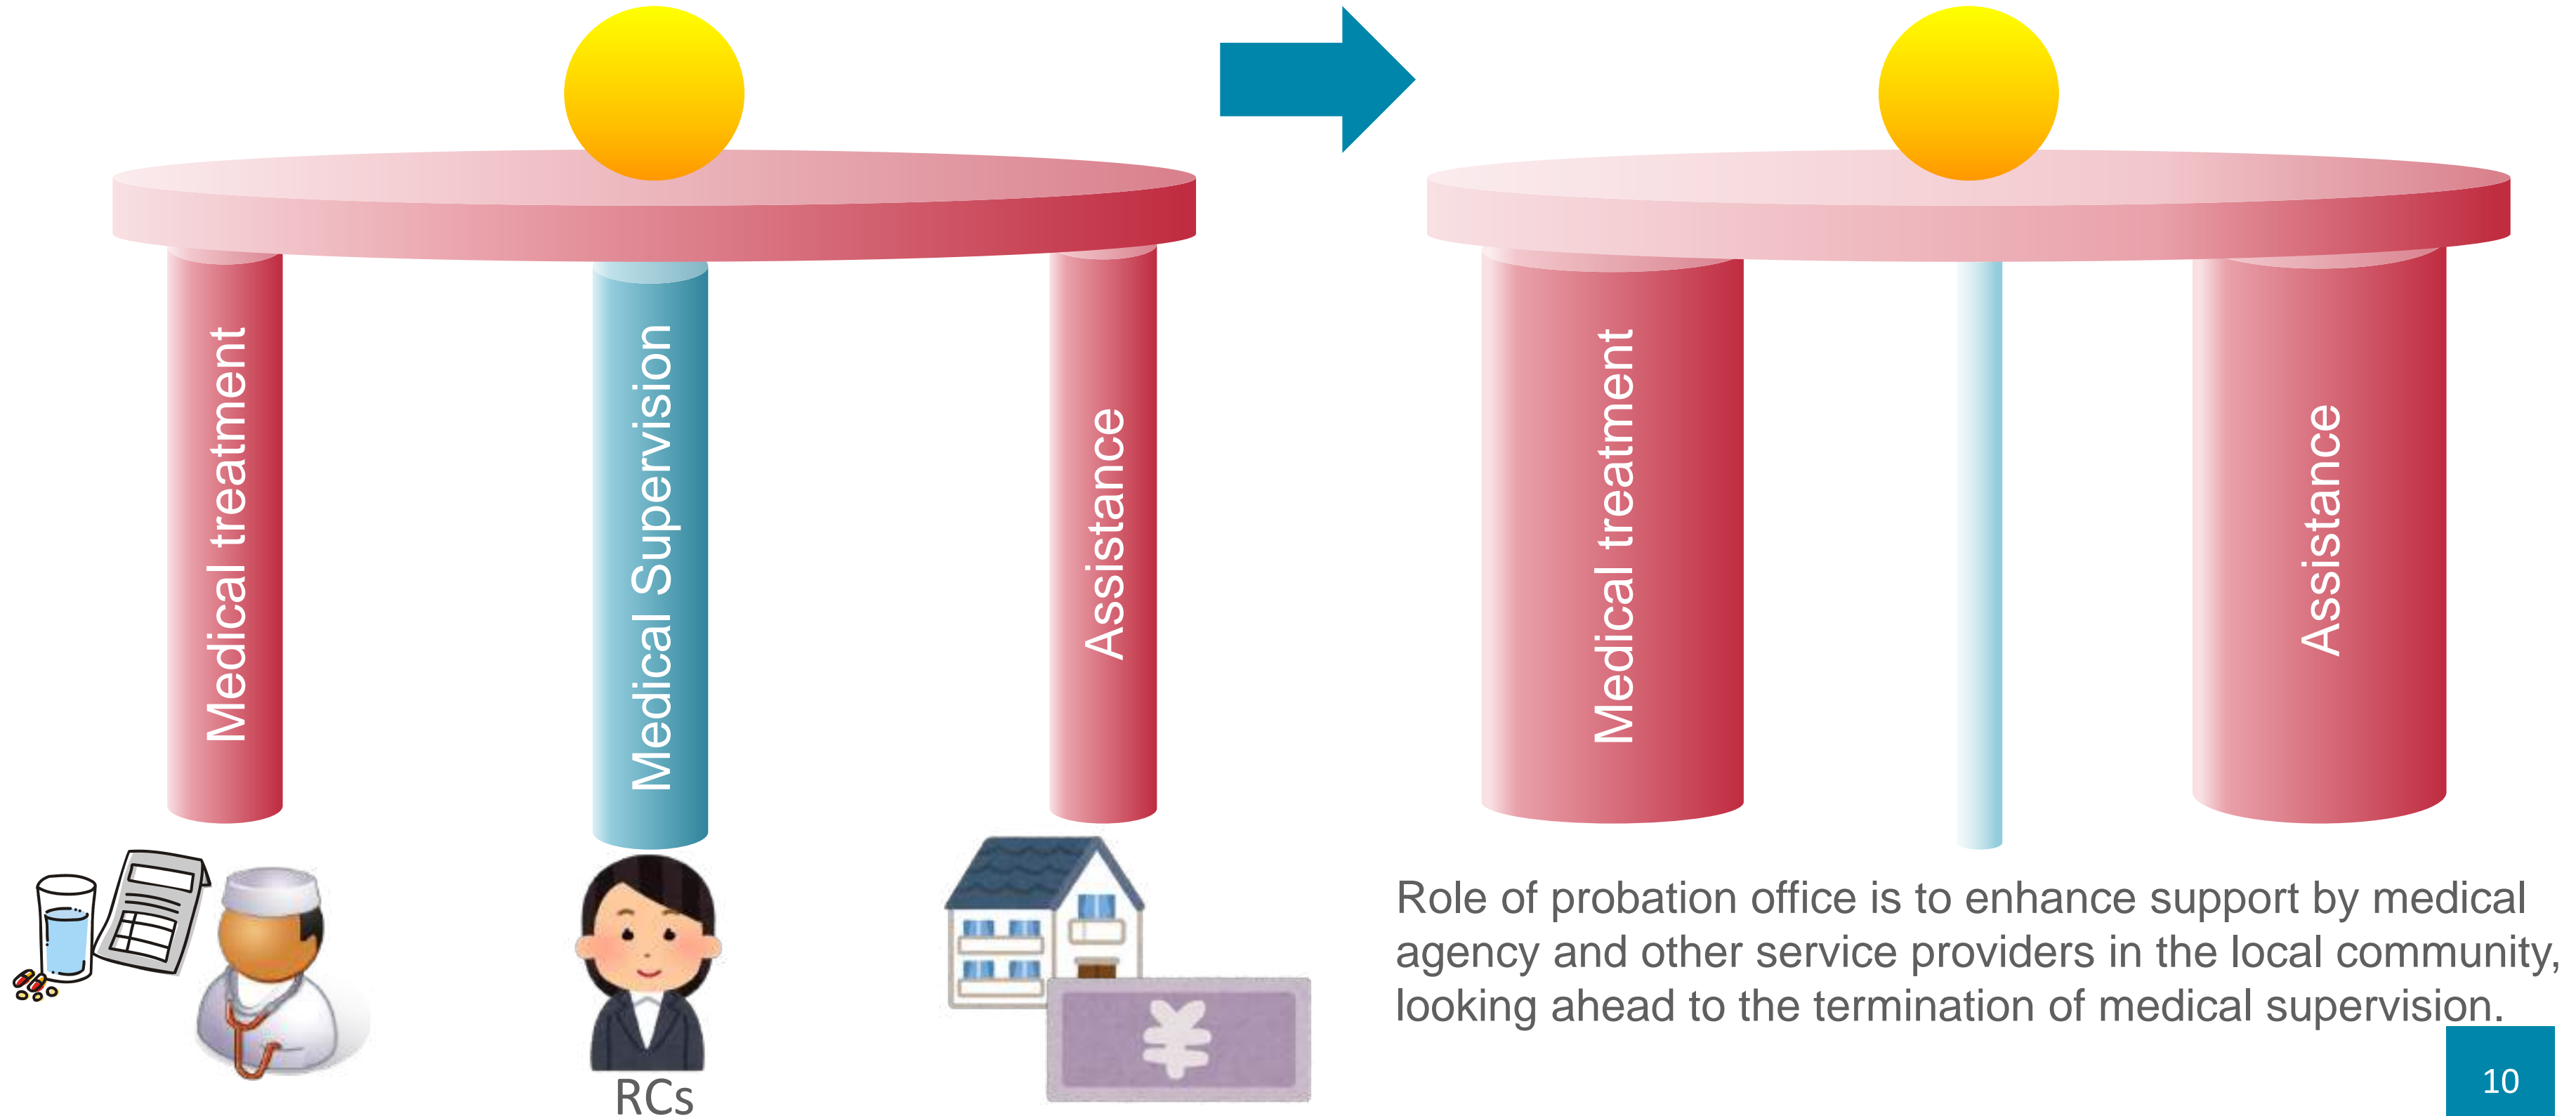 Medical treatment
Medical Supervision
Assistance
RCs
¥
Medical treatment
Assistance
Role of probation office is to enhance support by medical
agency and other service providers in the local community,
looking ahead to the termination of medical supervision.
10